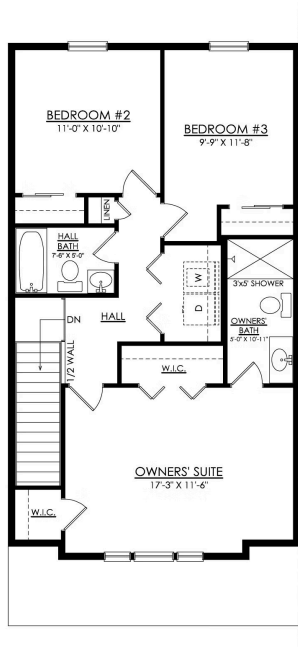 BEDROOM #2
11'-0" X 10'-10"
BEDROOM #3
9'-9" X 11'-8"
LINEN
HALL
BATH
7'-6" X 5'-0"
W
D
3'x5' SHOWER
DN
HALL
1/2 WALL
OWNERS'
BATH
5'-0" X 10'-11"
W.I.C.
OWNERS' SUITE
17'-3" X 11'-6"
W.I.C.